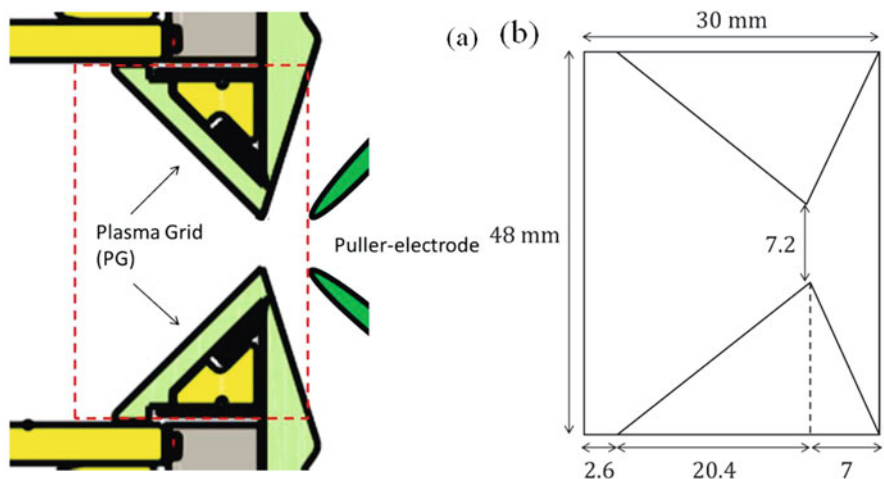 (a)
(b)
30 mm
Plasma Grid
(PG)
Puller-electrode
48 mm
7.2
2.6
20.4
7